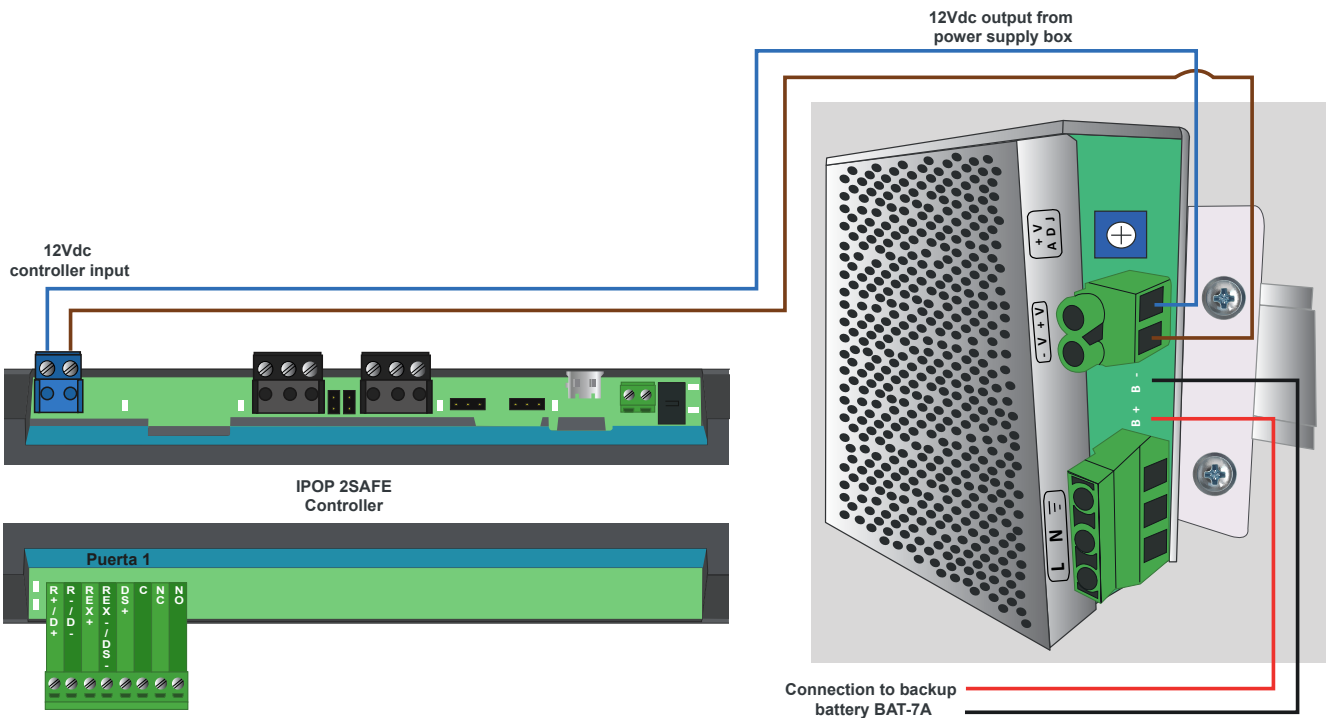 12Vdc output from
power supply box
12Vdc
controller input
+V
ADJ
- V + V
B -
B +
L N
IPOP 2SAFE
Controller
Puerta 1
R+/D+
R-/D-
REX+
REX-/DS-
DS+
C
NC
NO
Connection to backup
battery BAT-7A